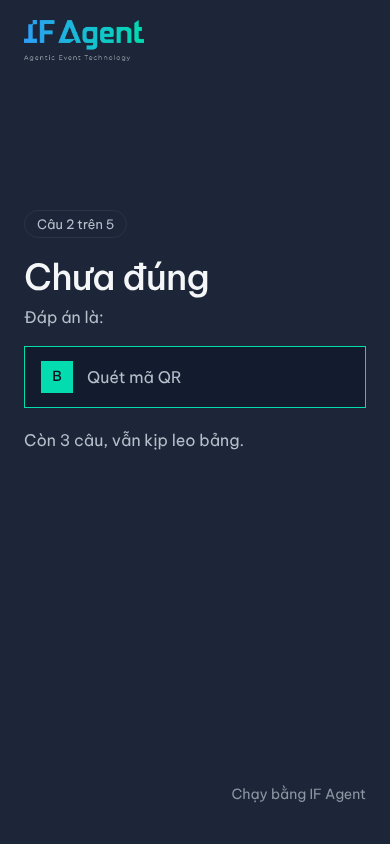 IF Agent
Agentic Event Technology
Câu 2 trên 5
Chưa đúng
Đáp án là:
B Quét mã QR
Còn 3 câu, vẫn kịp leo bảng.
Chạy bằng IF Agent